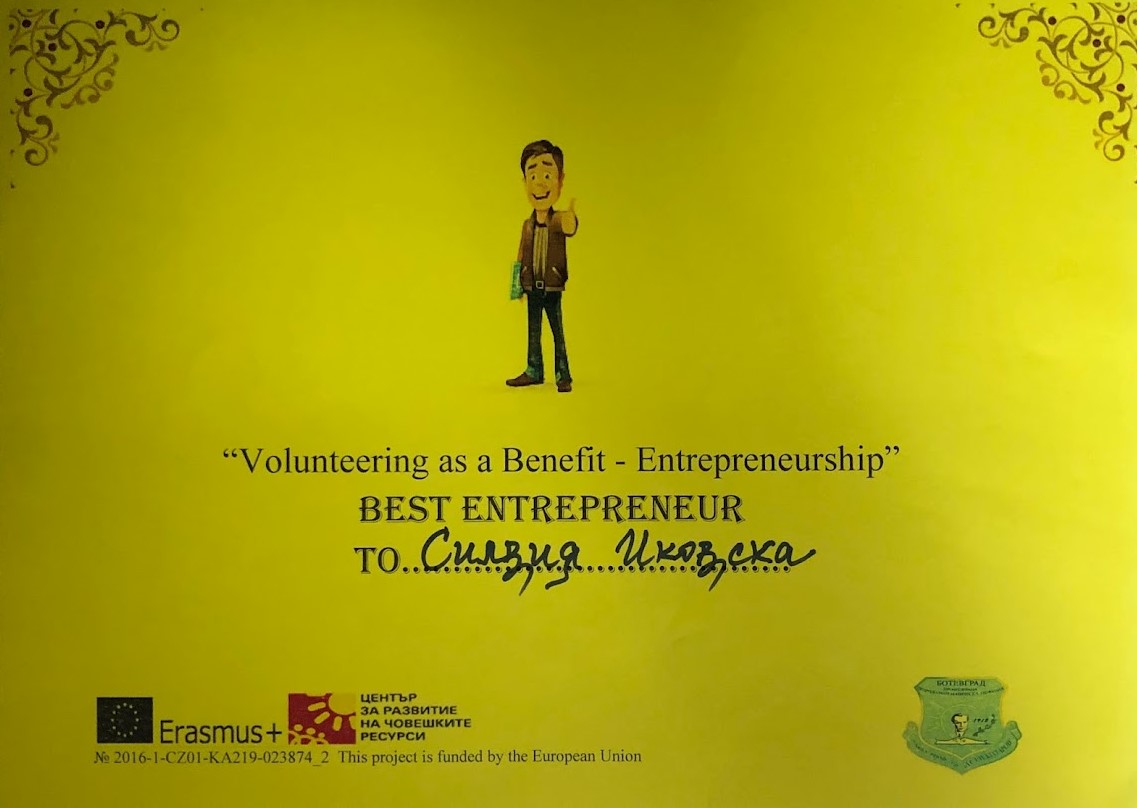 “Volunteering as a Benefit - Entrepreneurship”
BEST ENTREPRENEUR
TO..Силвия Иковска
Erasmus+
ЦЕНТЪР
ЗА РАЗВИТИЕ
НА ЧОВЕШКИТЕ
РЕСУРСИ
№ 2016-1-CZ01-KA219-023874_2 This project is funded by the European Union
БОТЕВГРАД